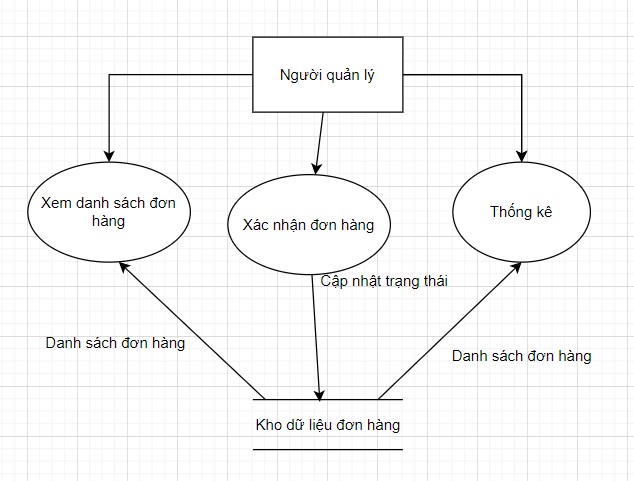 Người quản lý
Xem danh sách đơn
hàng
Xác nhận đơn hàng
Thống kê
Cập nhật trạng thái
Danh sách đơn hàng
Danh sách đơn hàng
Kho dữ liệu đơn hàng